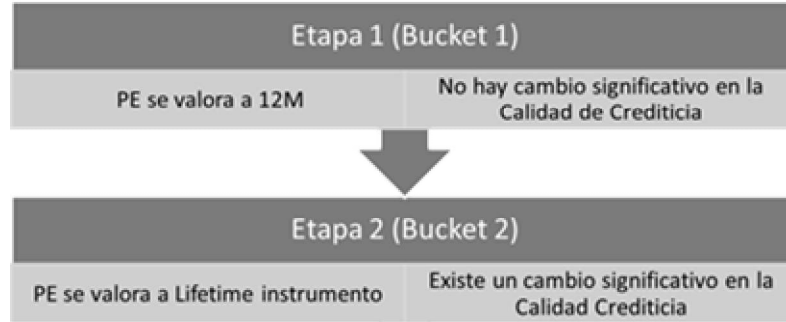 Etapa 1 (Bucket 1)
PE se valora a 12M
No hay cambio significativo en la
Calidad de Crediticia
Etapa 2 (Bucket 2)
PE se valora a Lifetime instrumento
Existe un cambio significativo en la
Calidad Crediticia